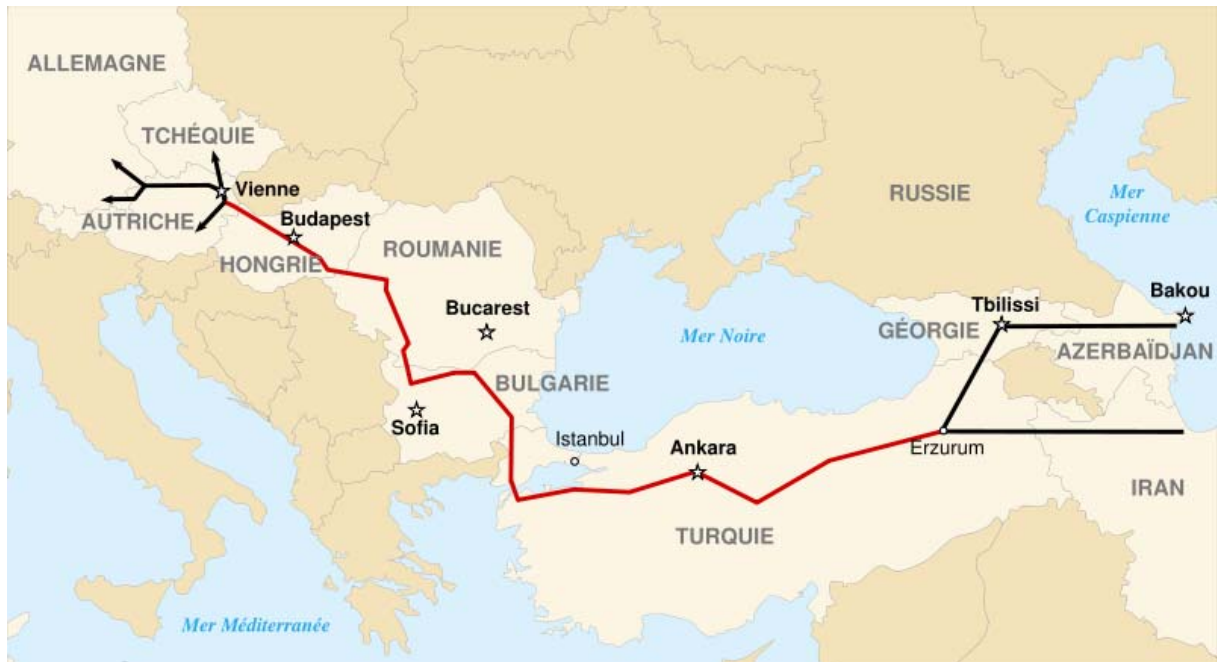 ALLEMAGNE
TCHÉQUIE
Vienne
AUTRICHE
Budapest
HONGRIE
ROUMANIE
Bucarest
BULGARIE
Sofia
Istanbul
Ankara
TURQUIE
Erzurum
Mer Noire
RUSSIE
Mer
Caspienne
Tbilissi
GÉORGIE
Bakou
AZERBAÏDJAN
IRAN
Mer Méditerranée